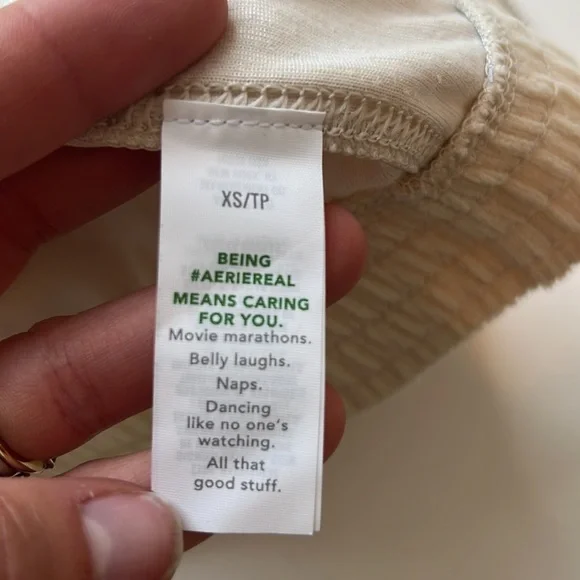 XS/TP
BEING
#AERIEREAL
MEANS CARING
FOR YOU.
Movie marathons.
Belly laughs.
Naps.
Dancing
like no one's
watching.
All that
good stuff.